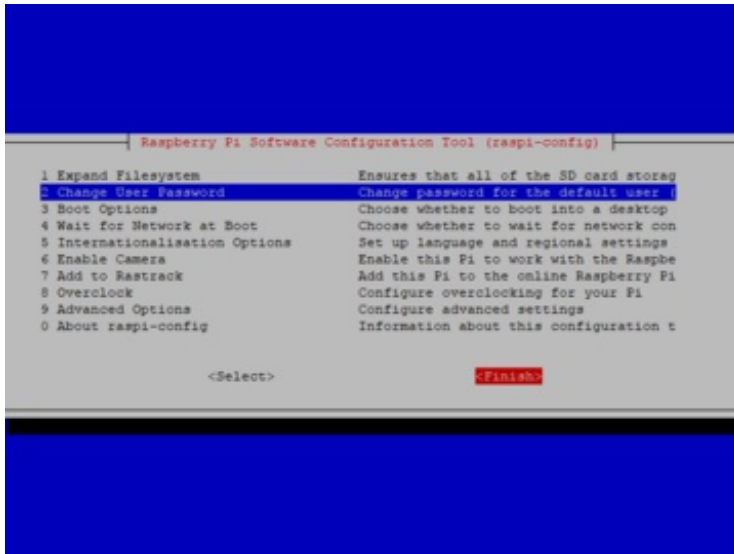 Raspberry Pi Software Configuration Tool (raspi-config)
1 Expand Filesystem Ensures that all of the SD card storag
2 Change User Password Change password for the default user (
3 Boot Options Choose whether to boot into a desktop
4 Wait for Network at Boot Choose whether to wait for network con
5 Internationalisation Options Set up language and regional settings
6 Enable Camera Enable this Pi to work with the Raspbe
7 Add to Rastrack Add this Pi to the online Raspberry Pi
8 Overclock Configure overclocking for your Pi
9 Advanced Options Configure advanced settings
0 About raspi-config Information about this configuration t
<Select> <Finish>